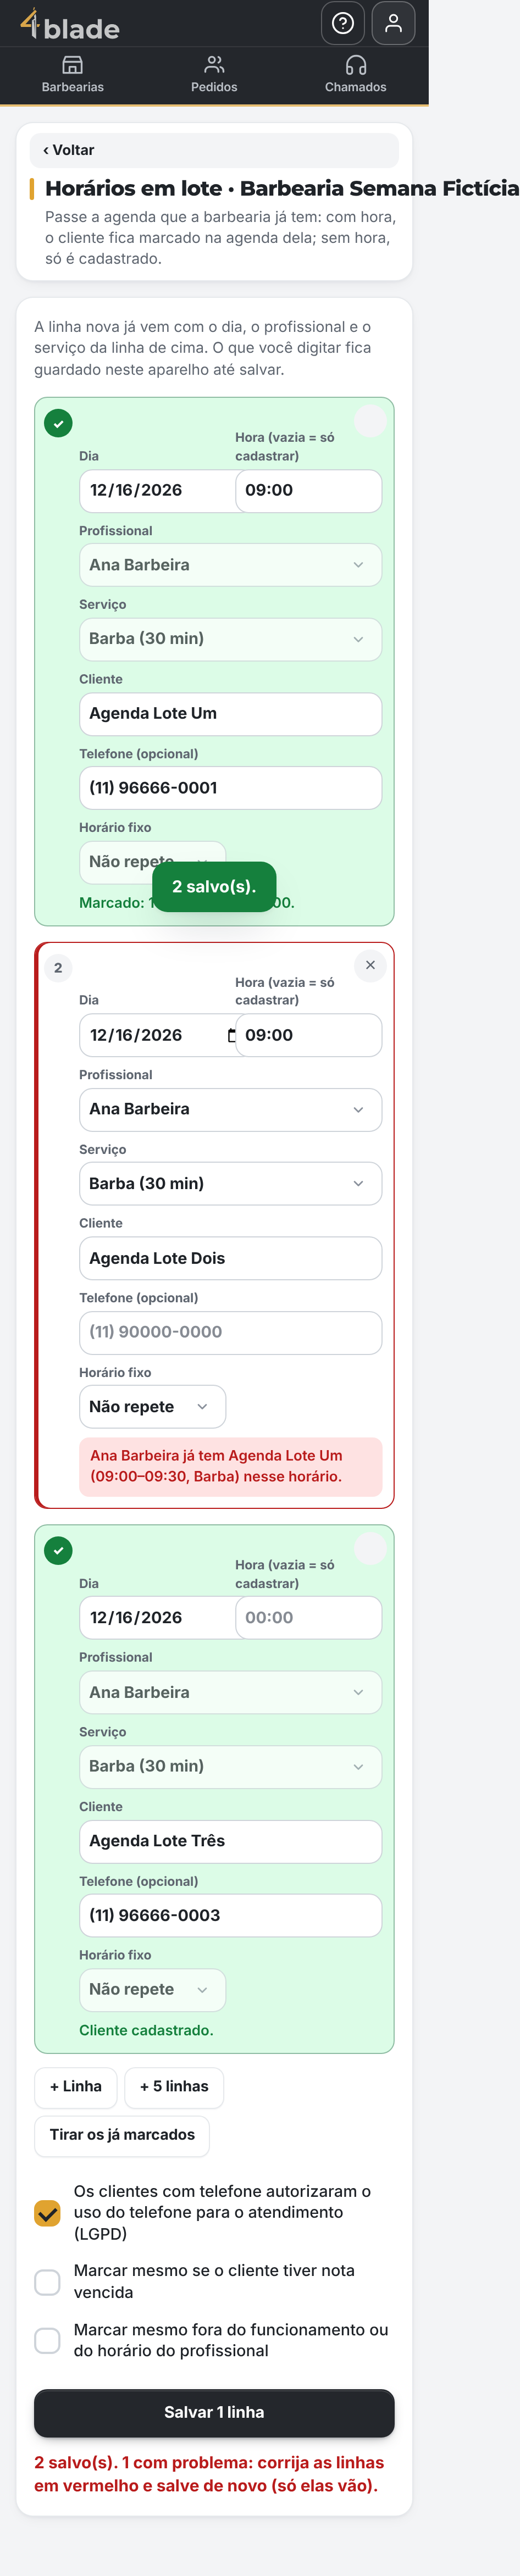 4blade
Barbearias
Pedidos
Chamados
‹ Voltar
Horários em lote · Barbearia Semana Fictícia
Passe a agenda que a barbearia já tem: com hora,
o cliente fica marcado na agenda dela; sem hora,
só é cadastrado.
A linha nova já vem com o dia, o profissional e o
serviço da linha de cima. O que você digitar fica
guardado neste aparelho até salvar.
Dia
Hora (vazia = só
cadastrar)
12/16/2026
09:00
Profissional
Ana Barbeira
Serviço
Barba (30 min)
Cliente
Agenda Lote Um
Telefone (opcional)
(11) 96666-0001
Horário fixo
Não repete
2 salvo(s).
Marcado: 1
00.
2
Dia
Hora (vazia = só
cadastrar)
12/16/2026
09:00
Profissional
Ana Barbeira
Serviço
Barba (30 min)
Cliente
Agenda Lote Dois
Telefone (opcional)
(11) 90000-0000
Horário fixo
Não repete
Ana Barbeira já tem Agenda Lote Um
(09:00–09:30, Barba) nesse horário.
Dia
Hora (vazia = só
cadastrar)
12/16/2026
00:00
Profissional
Ana Barbeira
Serviço
Barba (30 min)
Cliente
Agenda Lote Três
Telefone (opcional)
(11) 96666-0003
Horário fixo
Não repete
Cliente cadastrado.
+ Linha
+ 5 linhas
Tirar os já marcados
Os clientes com telefone autorizaram o
uso do telefone para o atendimento
(LGPD)
Marcar mesmo se o cliente tiver nota
vencida
Marcar mesmo fora do funcionamento ou
do horário do profissional
Salvar 1 linha
2 salvo(s). 1 com problema: corrija as linhas
em vermelho e salve de novo (só elas vão).